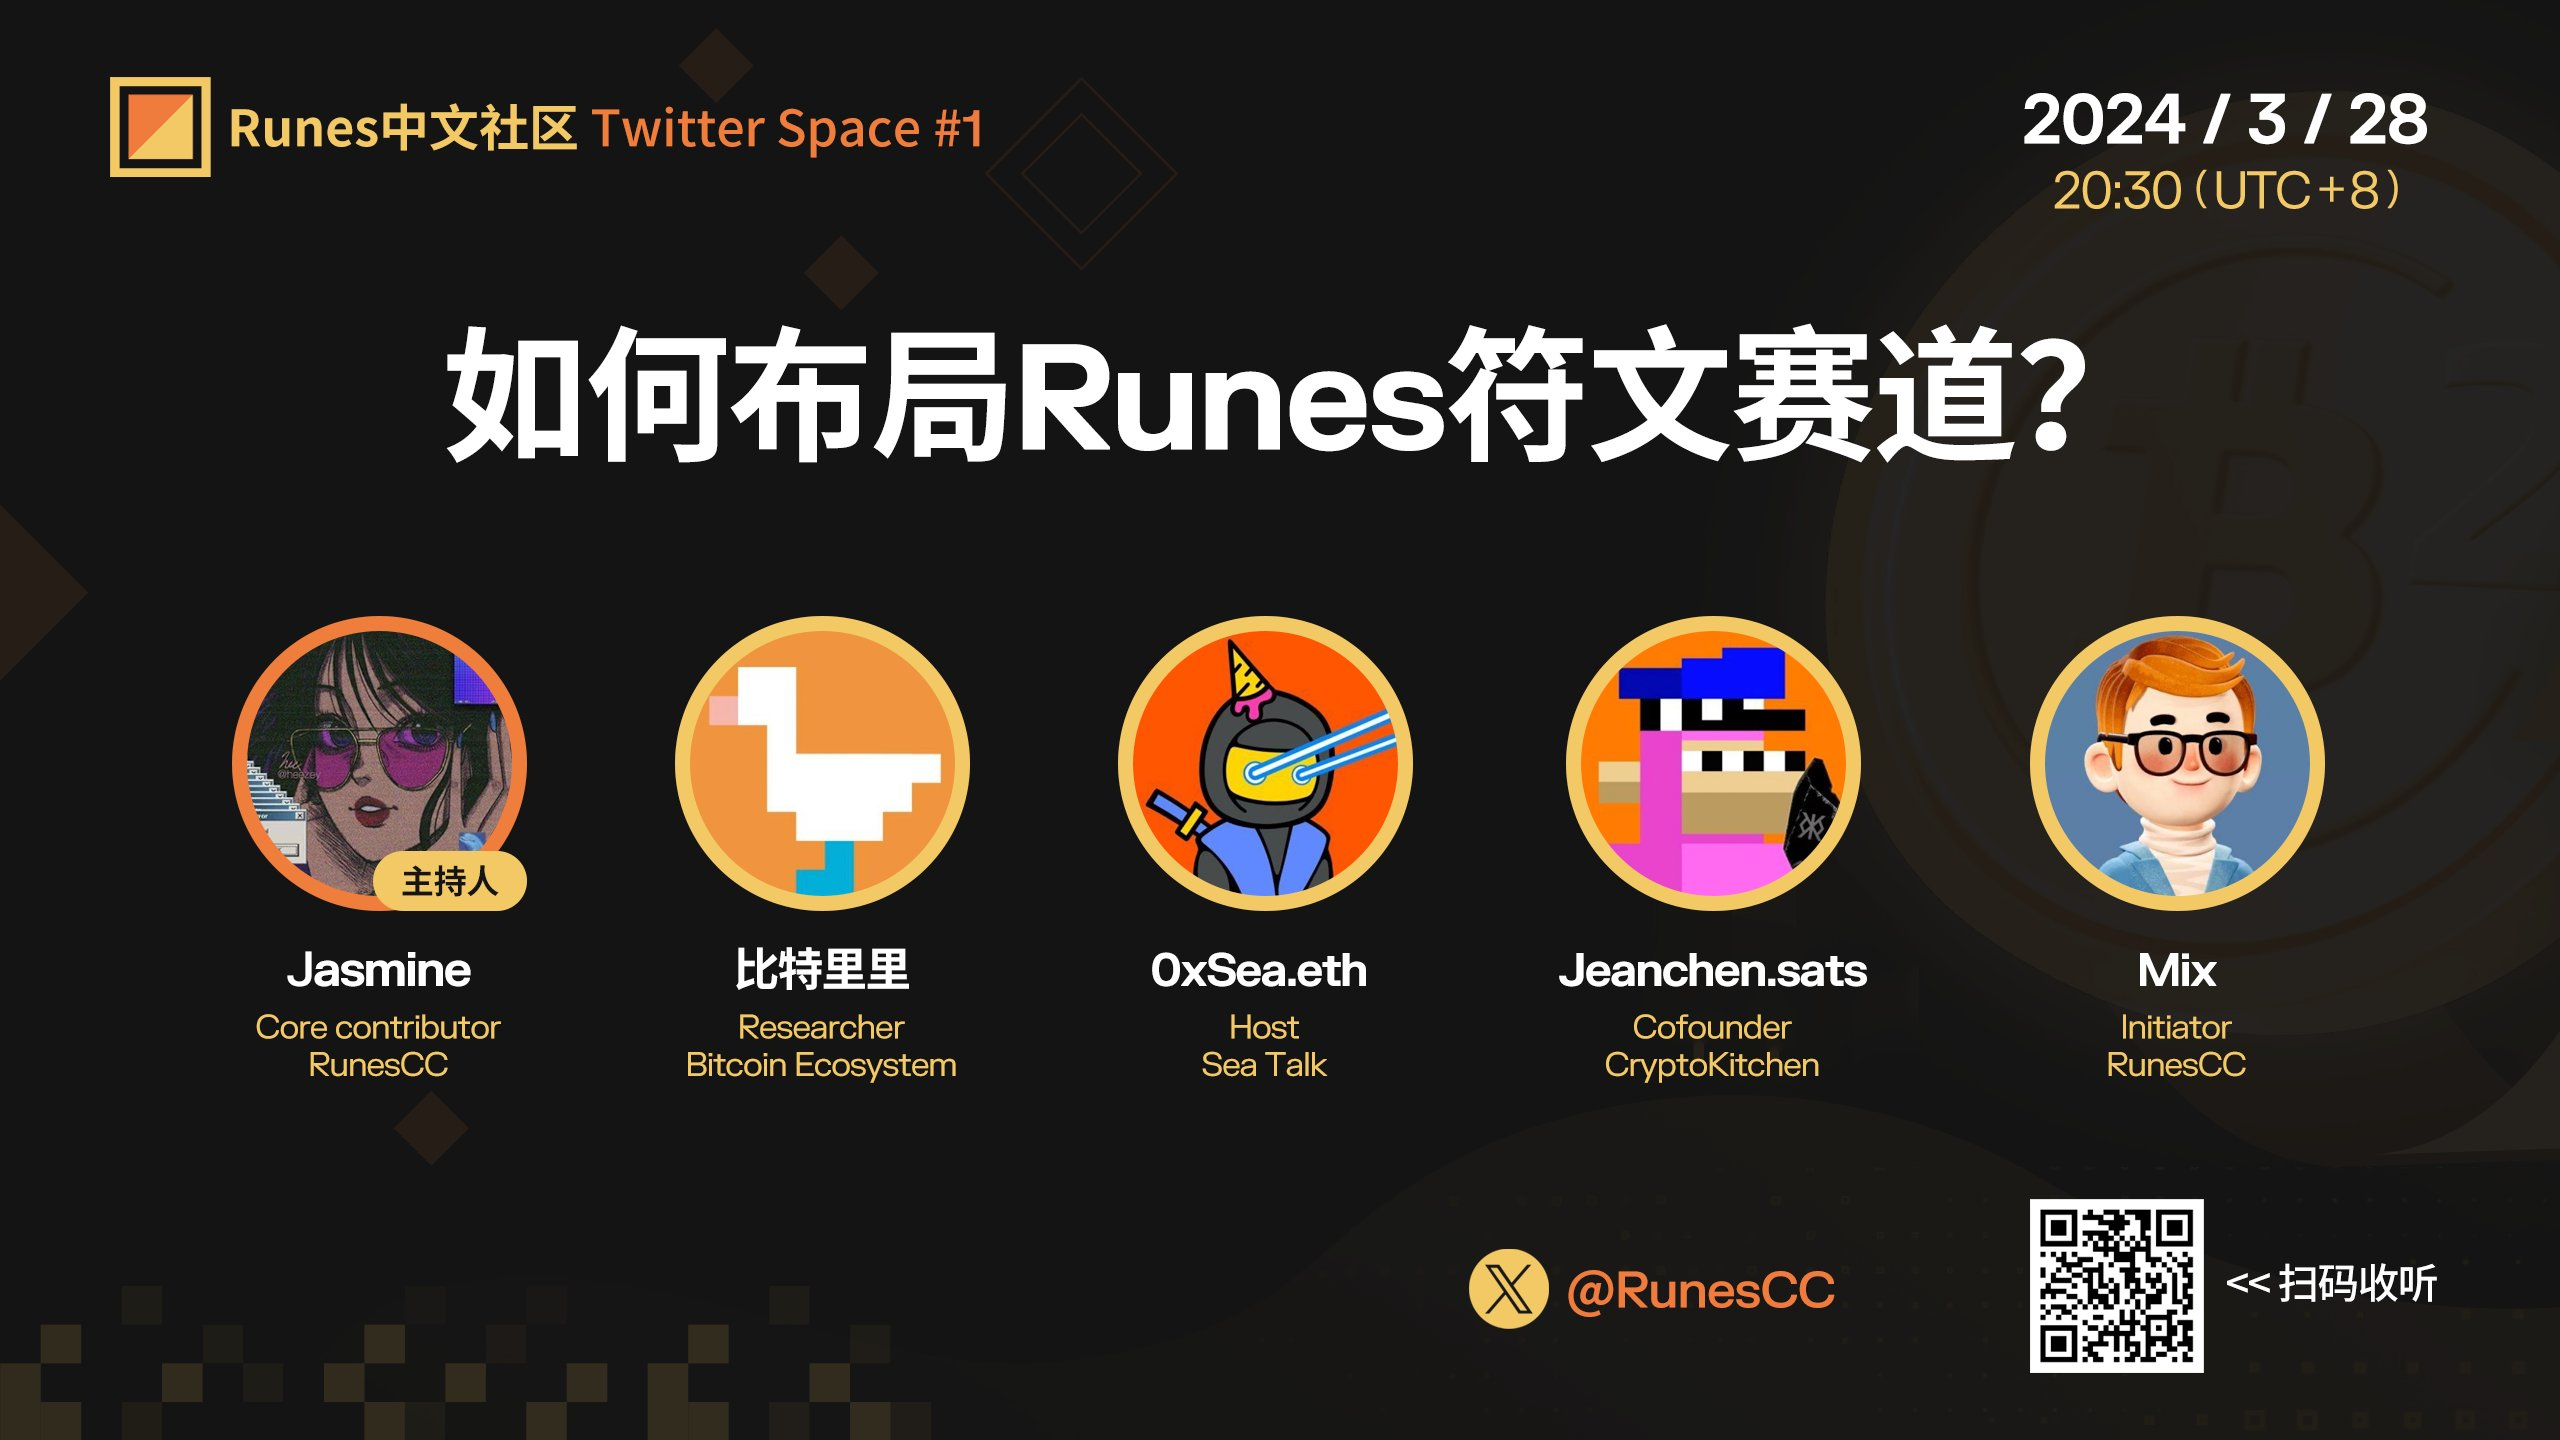 Runes中文社区 Twitter Space #1
2024 / 3 / 28
20:30 (UTC+8)
如何布局Runes符文赛道?
@heezey
主持人
Jasmine
Core contributor
RunesCC
比特里里
Researcher
Bitcoin Ecosystem
0xSea.eth
Host
Sea Talk
Jeanchen.sats
Cofounder
CryptoKitchen
Mix
Initiator
RunesCC
@RunesCC
<< 扫码收听